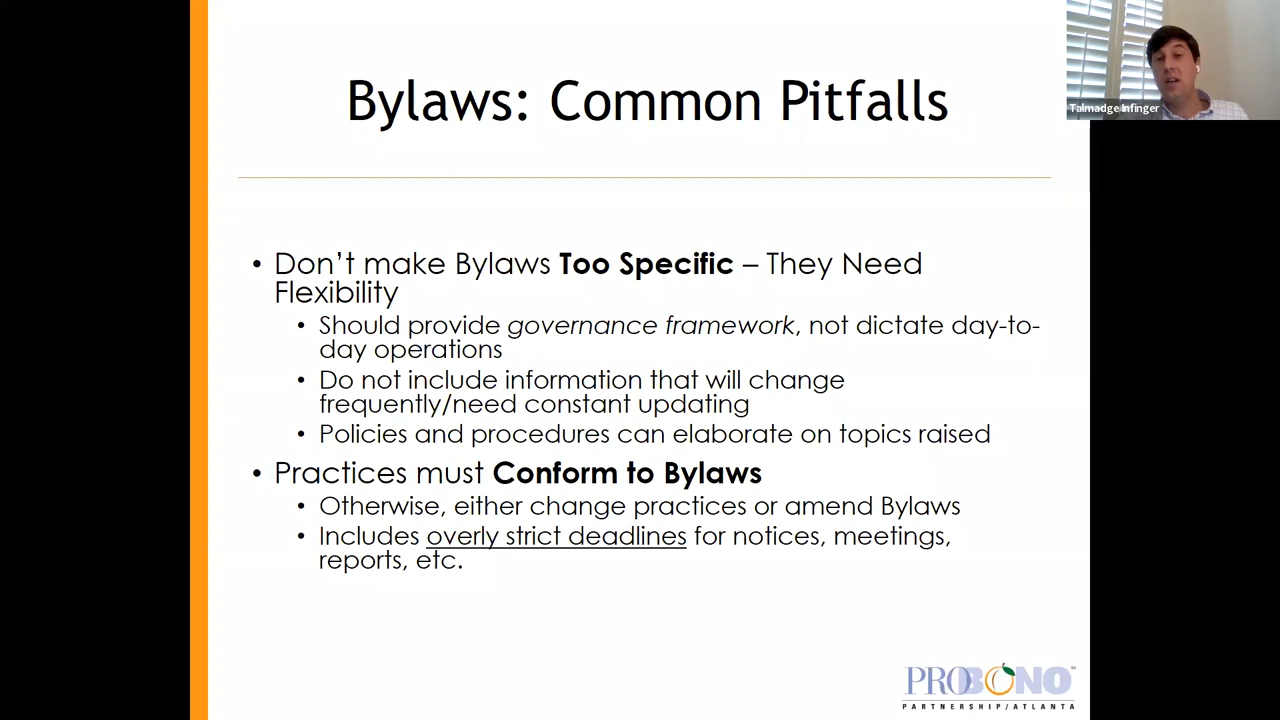 Bylaws: Common Pitfalls
Talmadge Infinger
• Don’t make Bylaws Too Specific – They Need
Flexibility
• Should provide governance framework, not dictate day-to-
day operations
• Do not include information that will change
frequently/need constant updating
• Policies and procedures can elaborate on topics raised
• Practices must Conform to Bylaws
• Otherwise, either change practices or amend Bylaws
• Includes overly strict deadlines for notices, meetings,
reports, etc.
PROBONO™
PARTNERSHIP/ATLANTA